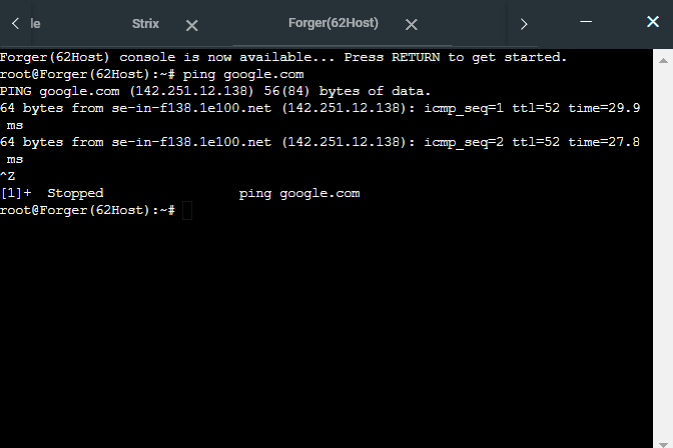 le
Strix
Forger(62Host)
Forger(62Host) console is now available... Press RETURN to get started.
root@Forger(62Host):~# ping google.com
PING google.com (142.251.12.138) 56(84) bytes of data.
64 bytes from se-in-f138.1e100.net (142.251.12.138): icmp_seq=1 ttl=52 time=29.9
ms
64 bytes from se-in-f138.1e100.net (142.251.12.138): icmp_seq=2 ttl=52 time=27.8
ms
^Z
[1]+  Stopped                 ping google.com
root@Forger(62Host):~#